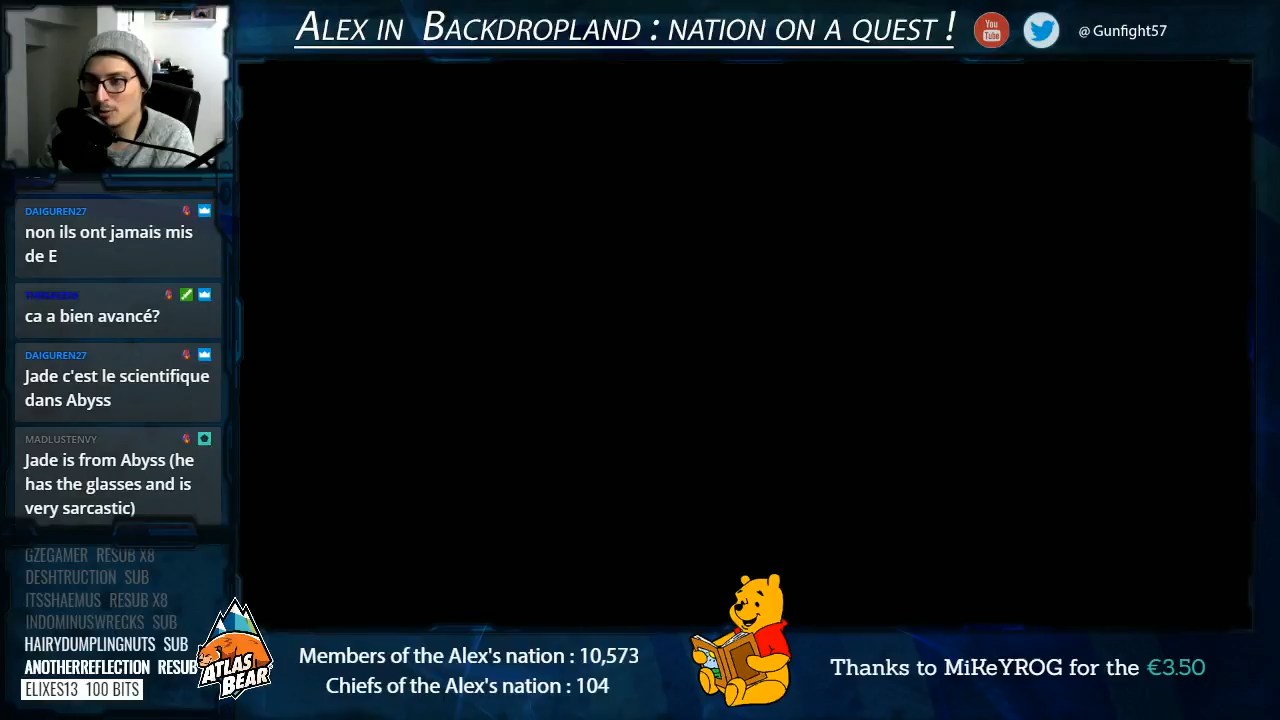 ALEX IN BACKDROPLAND : NATION ON A QUEST !
You
Tube
@ Gunfight57
DAIGUREN27
non ils ont jamais mis
de E
ca a bien avancé?
DAIGUREN27
Jade c'est le scientifique
dans Abyss
MADLUSTENVY
Jade is from Abyss (he
has the glasses and is
very sarcastic)
GZEGAMER RESUB X8
DESHTRUCTION SUB
ITSSHAEMUS RESUB X8
INDOMINUSWRECKS SUB
HAIRYDUMPLINGNUTS SUB
ANOTHERREFLECTION RESUB
ELIXES13 100 BITS
ATLAS
BEAR
Members of the Alex's nation : 10,573
Chiefs of the Alex's nation : 104
Thanks to MiKeYROG for the €3.50